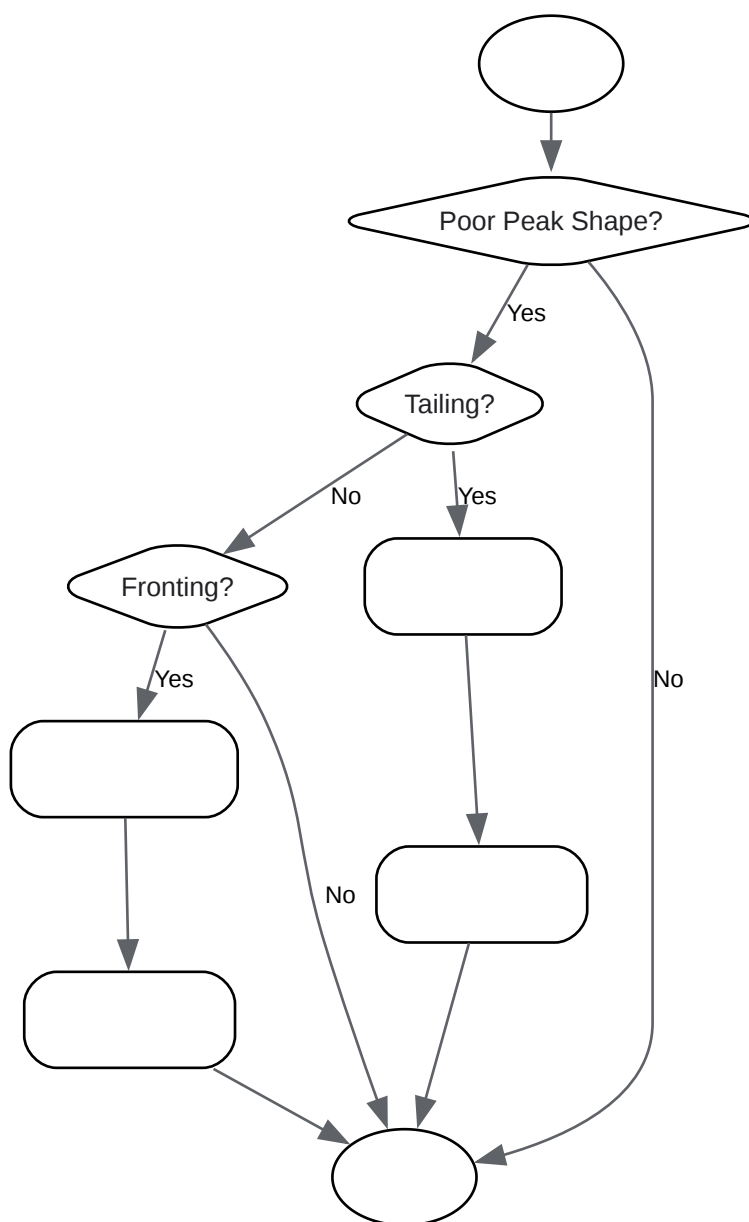 Poor Peak Shape?
Yes
Tailing?
No
Yes
Fronting?
Yes
No
No